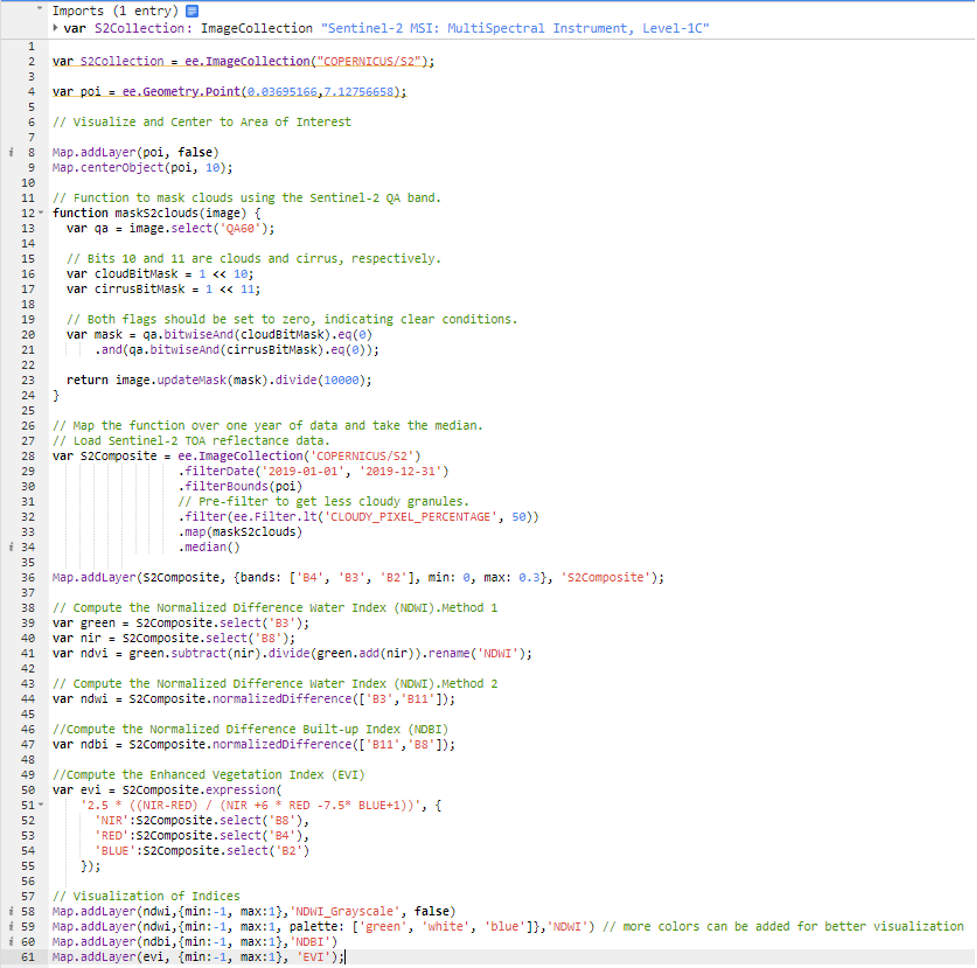 Imports (1 entry)
var S2Collection: ImageCollection "Sentinel-2 MSI: MultiSpectral Instrument, Level-1C"
1
2 var S2Collection = ee.ImageCollection("COPERNICUS/S2");
3
4 var poi = ee.Geometry.Point(0.03695166,7.12756658);
5
6 // Visualize and Center to Area of Interest
7
i 8 Map.addLayer(poi, false)
9 Map.centerObject(poi, 10);
10
11 // Function to mask clouds using the Sentinel-2 QA band.
12 function maskS2clouds(image) {
13   var qa = image.select('QA60');
14
15   // Bits 10 and 11 are clouds and cirrus, respectively.
16   var cloudBitMask = 1 << 10;
17   var cirrusBitMask = 1 << 11;
18
19   // Both flags should be set to zero, indicating clear conditions.
20   var mask = qa.bitwiseAnd(cloudBitMask).eq(0)
21       .and(qa.bitwiseAnd(cirrusBitMask).eq(0));
22
23   return image.updateMask(mask).divide(10000);
24 }
25
26 // Map the function over one year of data and take the median.
27 // Load Sentinel-2 TOA reflectance data.
28 var S2Composite = ee.ImageCollection('COPERNICUS/S2')
29                   .filterDate('2019-01-01', '2019-12-31')
30                   .filterBounds(poi)
31                   // Pre-filter to get less cloudy granules.
32                   .filter(ee.Filter.lt('CLOUDY_PIXEL_PERCENTAGE', 50))
33                   .map(maskS2clouds)
i 34                   .median()
35
36 Map.addLayer(S2Composite, {bands: ['B4', 'B3', 'B2'], min: 0, max: 0.3}, 'S2Composite');
37
38 // Compute the Normalized Difference Water Index (NDWI).Method 1
39 var green = S2Composite.select('B3');
40 var nir = S2Composite.select('B8');
41 var ndvi = green.subtract(nir).divide(green.add(nir)).rename('NDWI');
42
43 // Compute the Normalized Difference Water Index (NDWI).Method 2
44 var ndwi = S2Composite.normalizedDifference(['B3','B11']);
45
46 //Compute the Normalized Difference Built-up Index (NDBI)
47 var ndbi = S2Composite.normalizedDifference(['B11','B8']);
48
49 //Compute the Enhanced Vegetation Index (EVI)
50 var evi = S2Composite.expression(
51     '2.5 * ((NIR-RED) / (NIR +6 * RED -7.5* BLUE+1))', {
52       'NIR':S2Composite.select('B8'),
53       'RED':S2Composite.select('B4'),
54       'BLUE':S2Composite.select('B2')
55     });
56
57 // Visualization of Indices
i 58 Map.addLayer(ndwi,{min:-1, max:1},'NDWI_Grayscale', false)
i 59 Map.addLayer(ndwi,{min:-1, max:1, palette: ['green', 'white', 'blue']},'NDWI') // more colors can be added for better visualization
i 60 Map.addLayer(ndbi,{min:-1, max:1},'NDBI')
i 61 Map.addLayer(evi, {min:-1, max:1}, 'EVI');